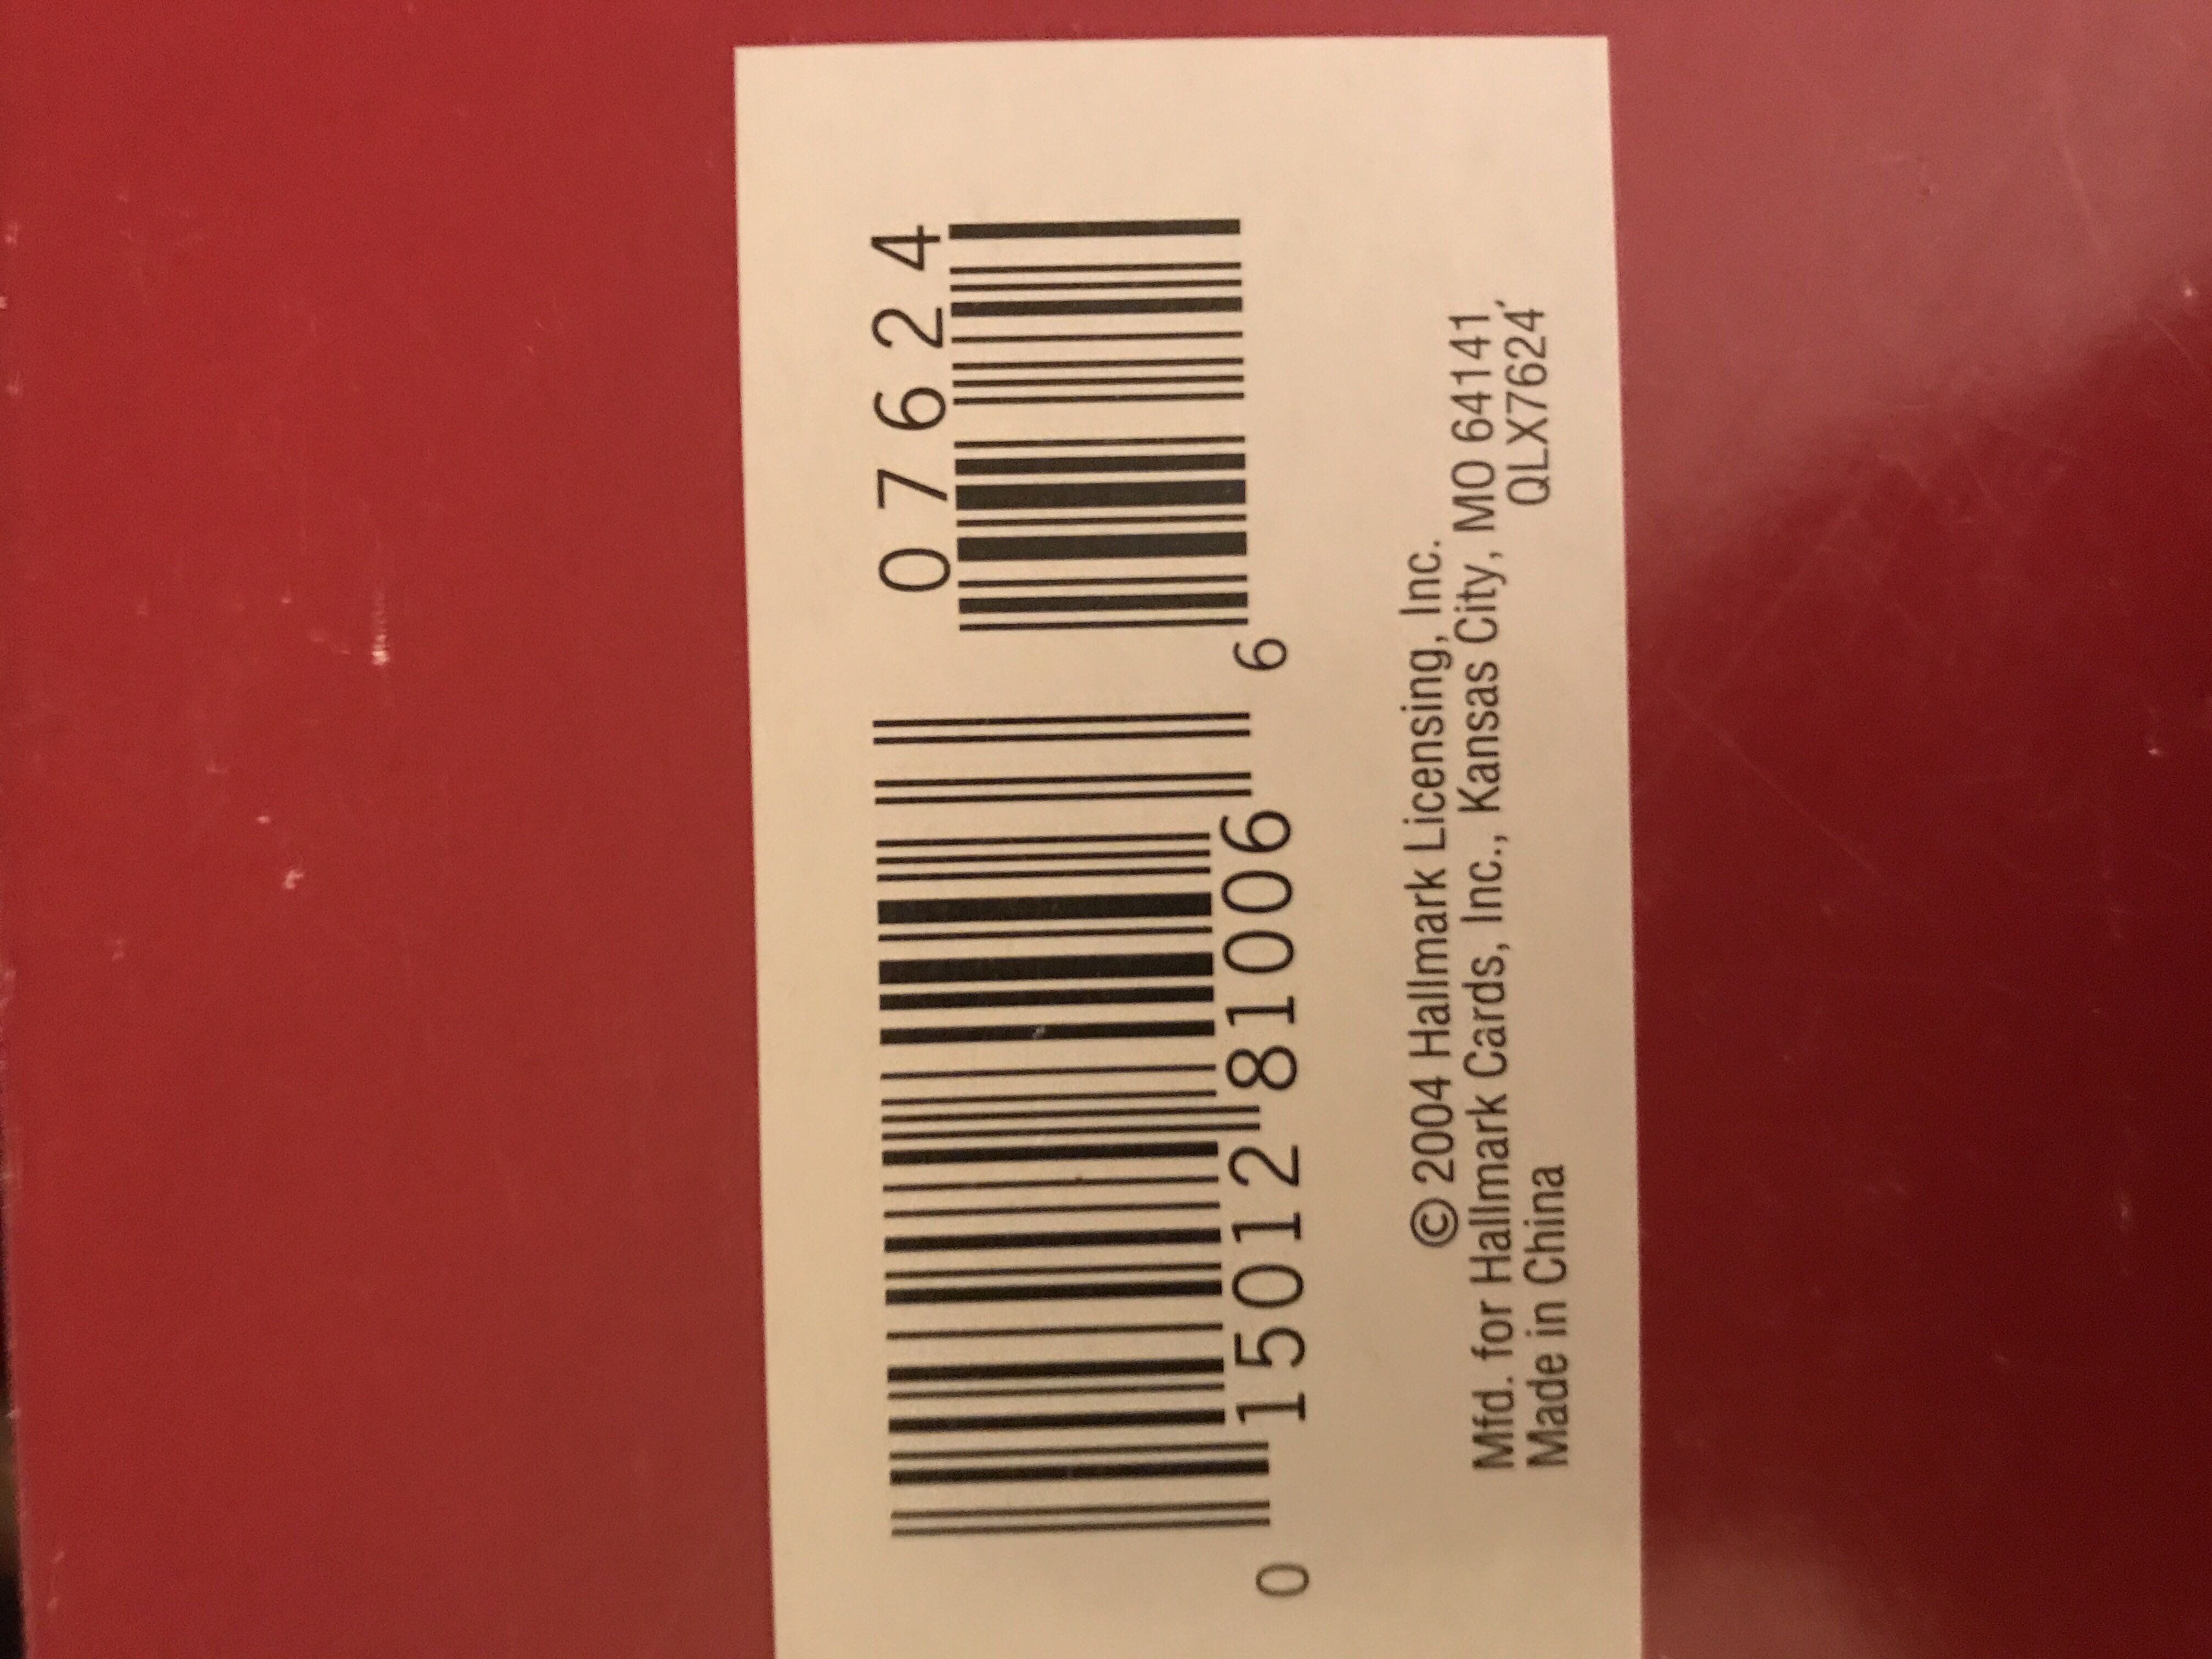 07624
0 15012 81006 6
© 2004 Hallmark Licensing, Inc.
Mfd. for Hallmark Cards, Inc., Kansas City, MO 64141
Made in China QLX7624